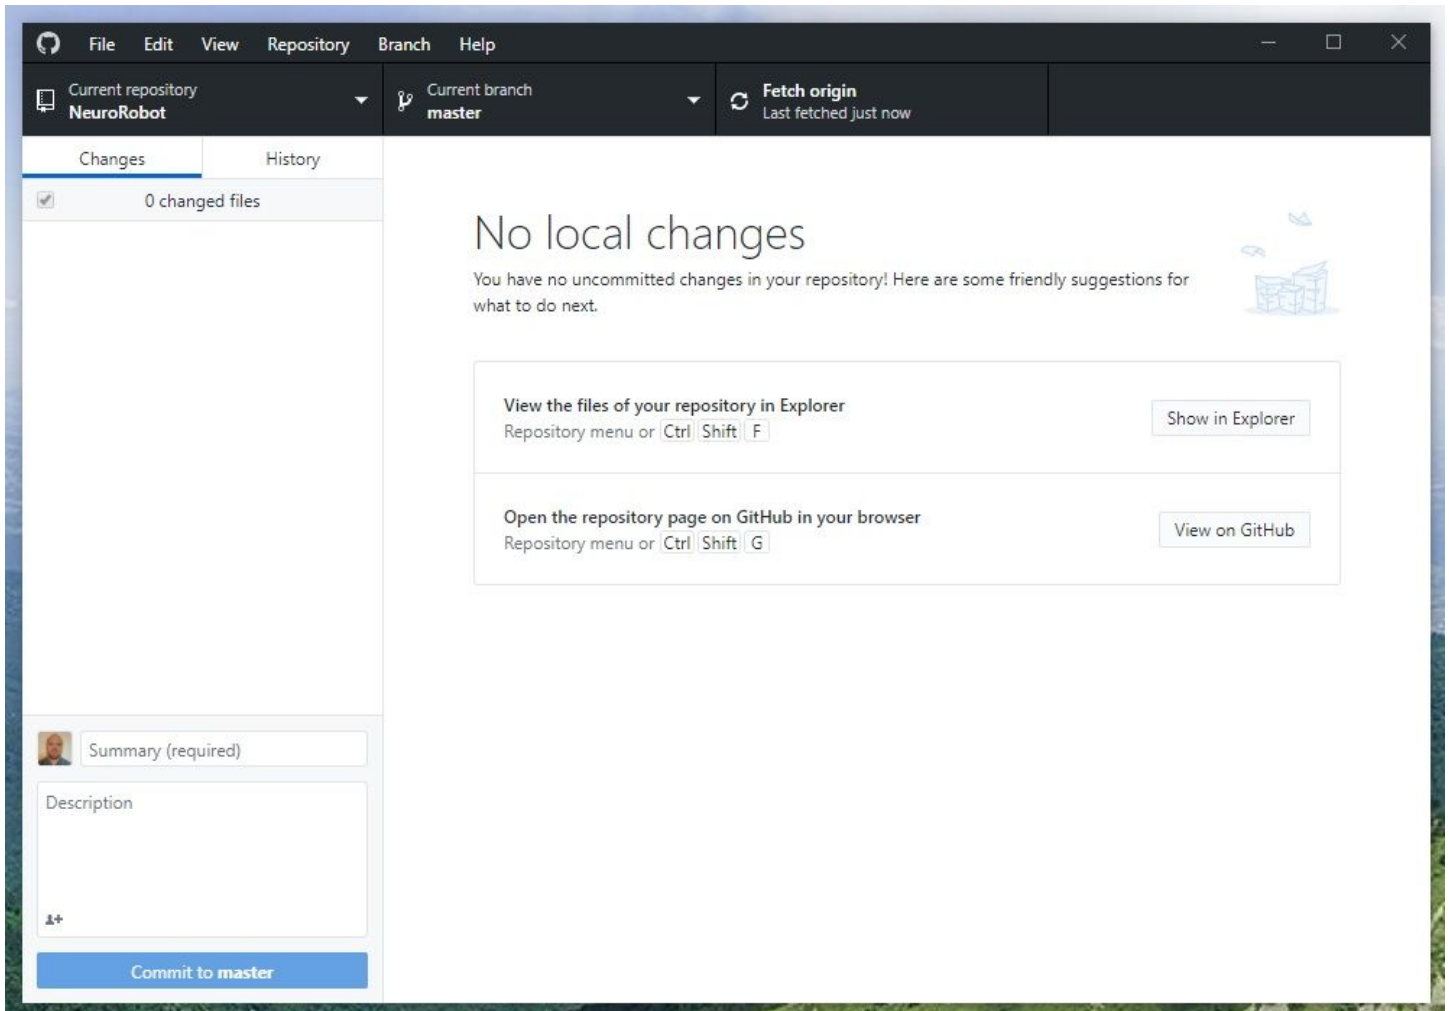 File Edit View Repository Branch Help
Current repository
NeuroRobot
Current branch
master
Fetch origin
Last fetched just now
Changes History
0 changed files
No local changes
You have no uncommitted changes in your repository! Here are some friendly suggestions for
what to do next.
View the files of your repository in Explorer
Repository menu or Ctrl Shift F
Show in Explorer
Open the repository page on GitHub in your browser
Repository menu or Ctrl Shift G
View on GitHub
Summary (required)
Description
Commit to master